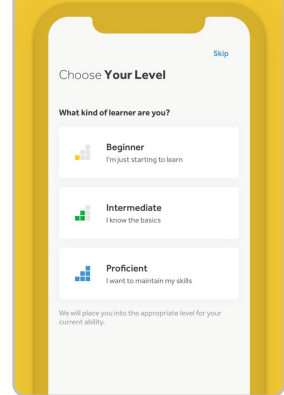 Skip
Choose Your Level
What kind of learner are you?
Beginner
I'm just starting to learn
Intermediate
I know the basics
Proficient
I want to maintain my skills
We will place you into the appropriate level for your
current ability.